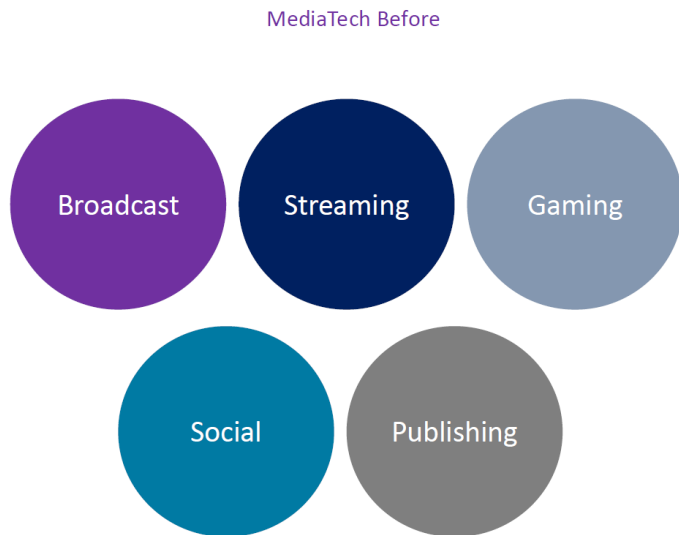 MediaTech Before
Broadcast
Streaming
Gaming
Social
Publishing